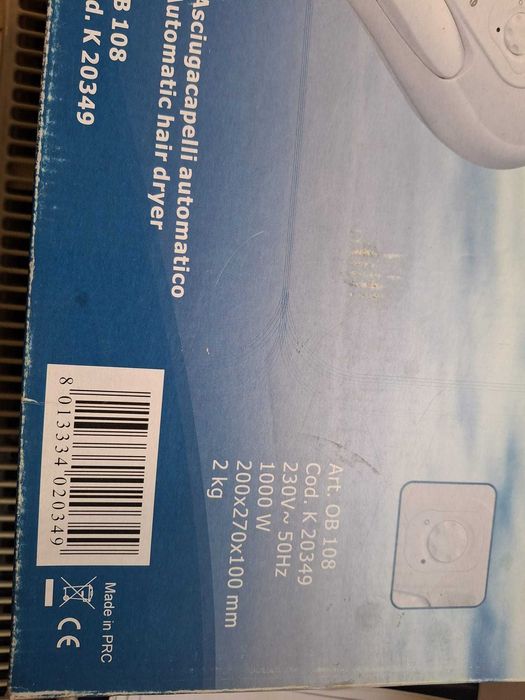 Asciugacapelli automatico
Automatic hair dryer
B 108
d. K 20349
Art. OB 108
Cod. K 20349
230V~ 50Hz
1000 W
200x270x100 mm
2 kg
8 013334 020349
Made in PRC
CE